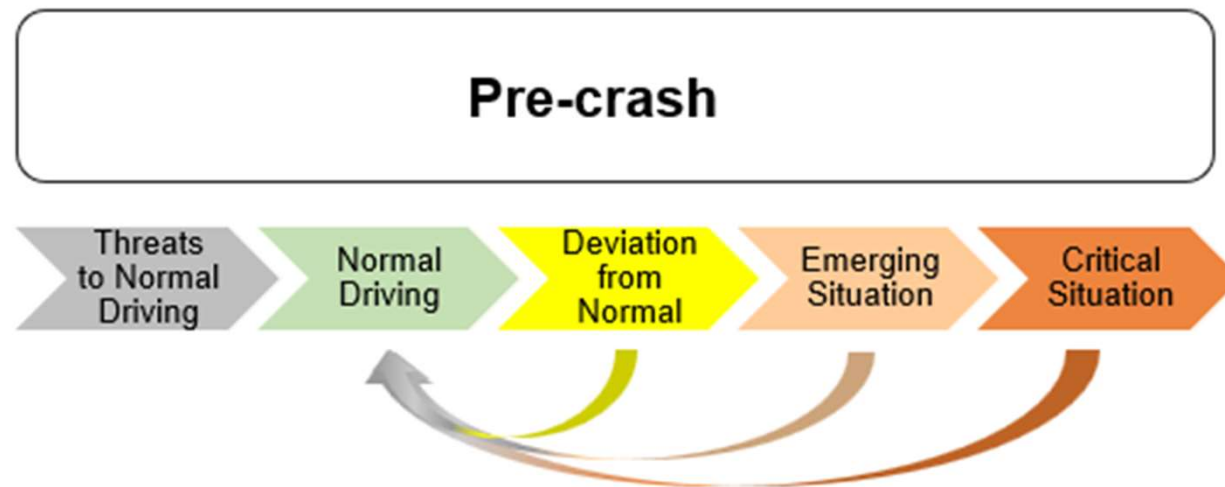 Pre-crash
Threats
to Normal
Driving
Normal
Driving
Deviation
from
Normal
Emerging
Situation
Critical
Situation